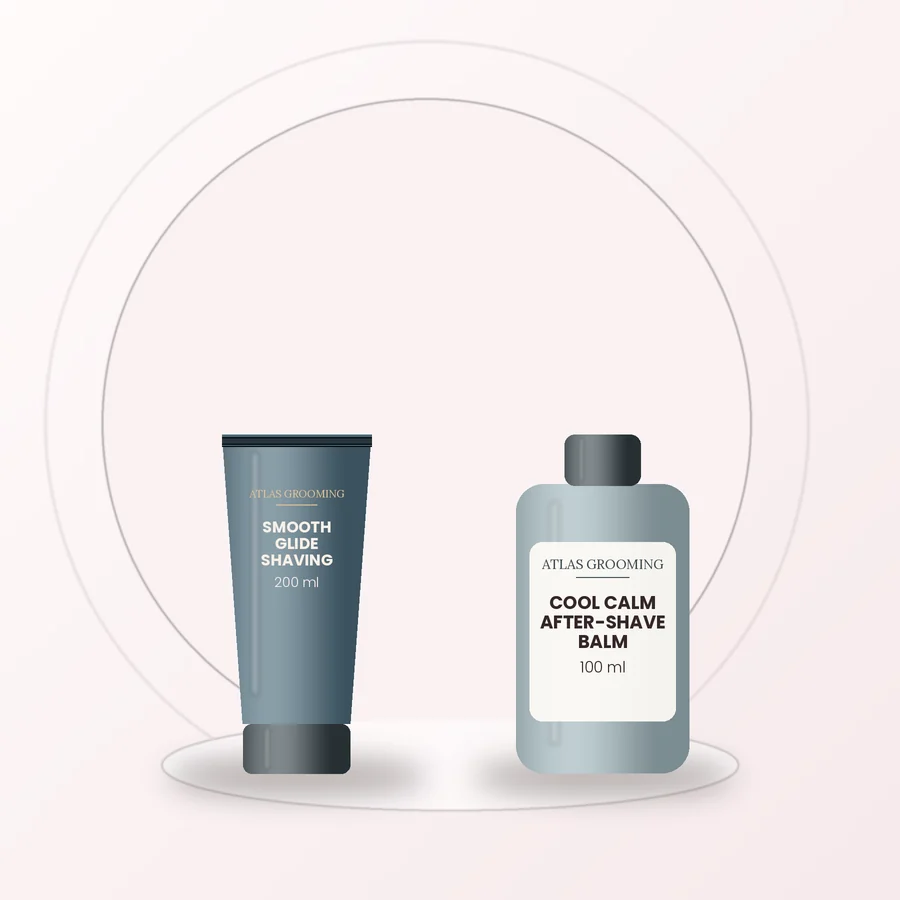 ATLAS GROOMING
SMOOTH
GLIDE
SHAVING
200 ml
ATLAS GROOMING
COOL CALM
AFTER-SHAVE
BALM
100 ml